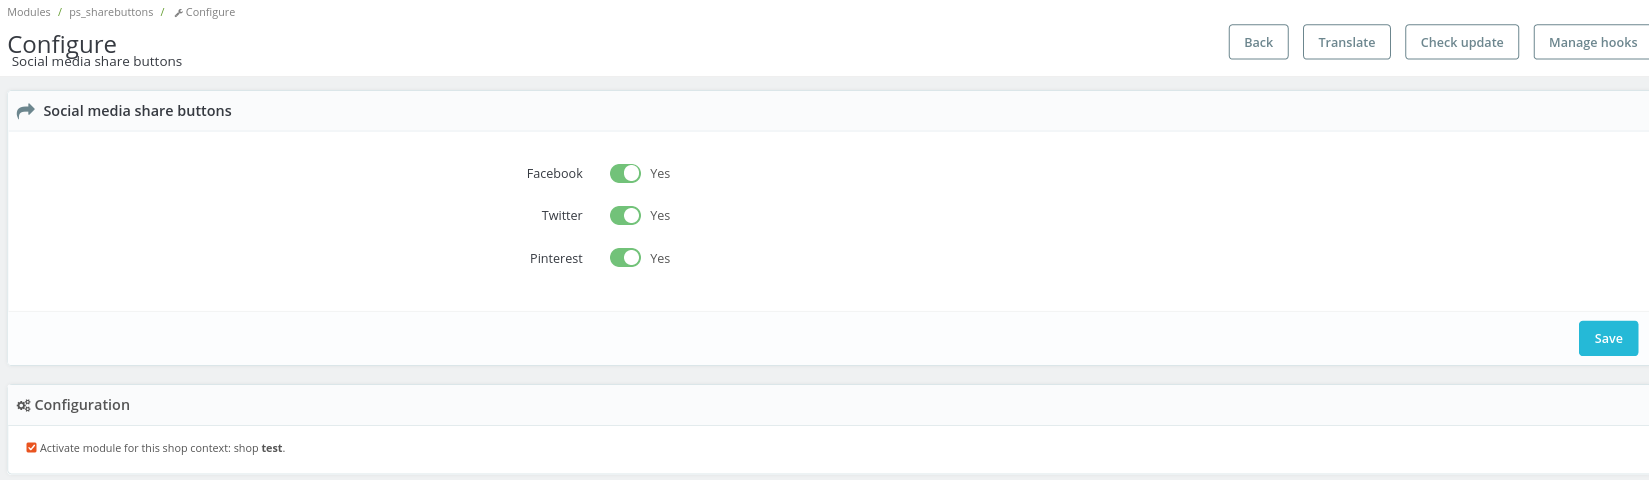 Modules / ps_sharebuttons / Configure
Configure
Social media share buttons
Back Translate Check update Manage hooks
Social media share buttons
Facebook Yes
Twitter Yes
Pinterest Yes
Save
Configuration
Activate module for this shop context: shop test.